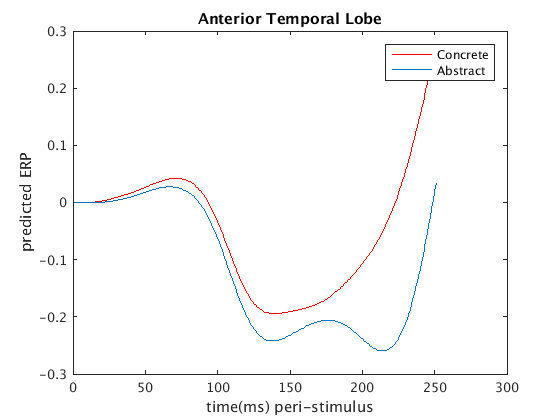 Anterior Temporal Lobe
0.3
0.2
0.1
0
-0.1
-0.2
-0.3
predicted ERP
Concrete
Abstract
0
50
100
150
200
250
300
time(ms) peri-stimulus